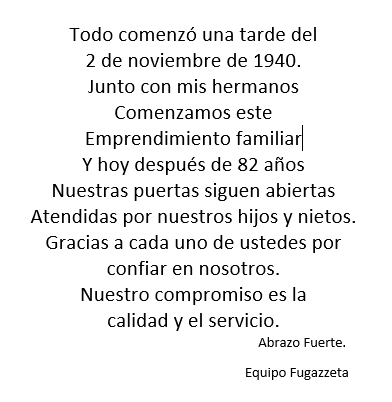 Todo comenzó una tarde del
2 de noviembre de 1940.
Junto con mis hermanos
Comenzamos este
Emprendimiento familiar
Y hoy después de 82 años
Nuestras puertas siguen abiertas
Atendidas por nuestros hijos y nietos.
Gracias a cada uno de ustedes por
confiar en nosotros.
Nuestro compromiso es la
calidad y el servicio.
Abrazo Fuerte.
Equipo Fugazzeta